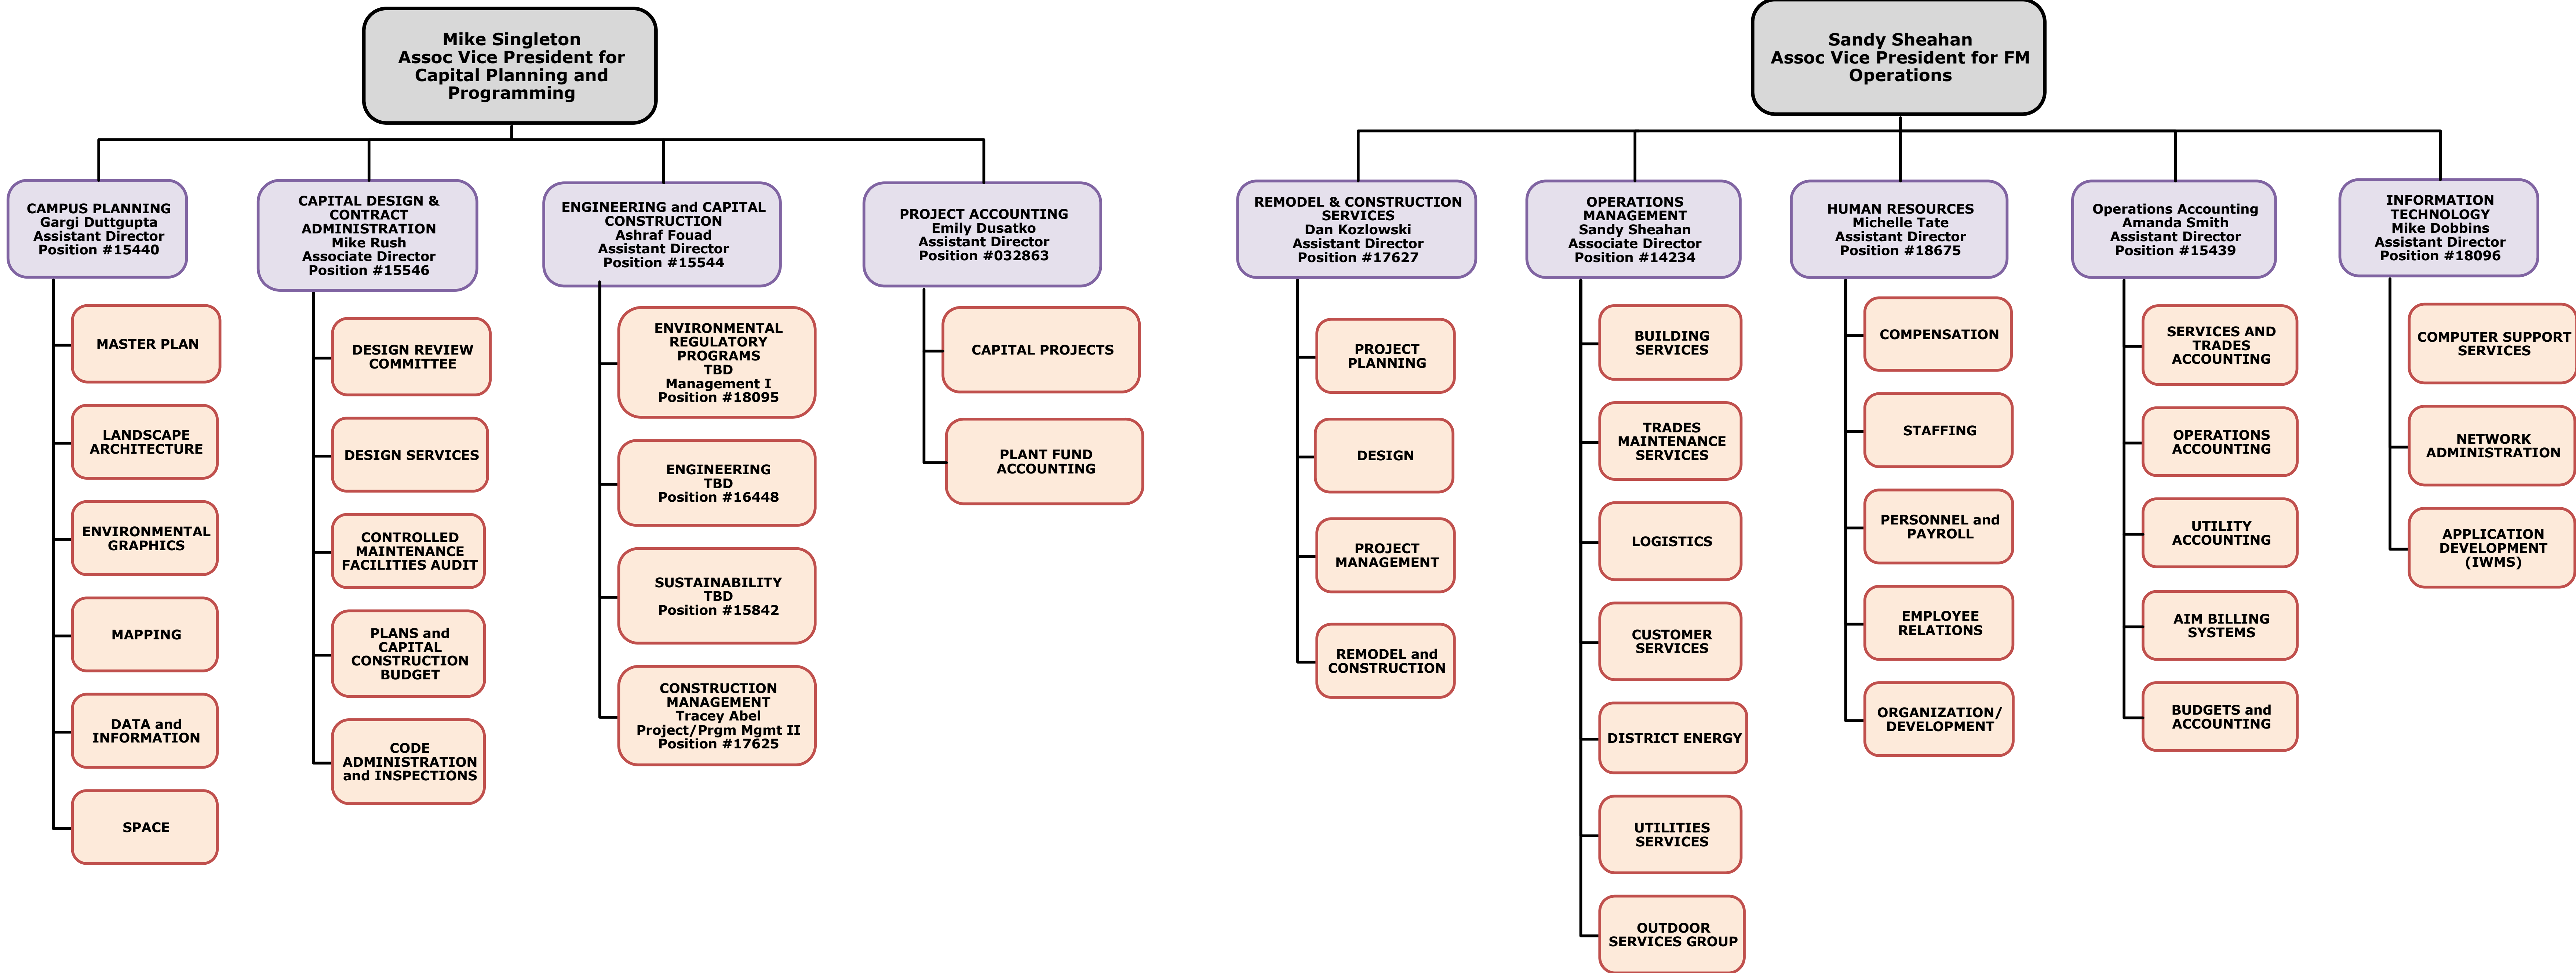 Mike Singleton
Assoc Vice President for
Capital Planning and
Programming
CAMPUS PLANNING
Gargi Duttgupta
Assistant Director
Position #15440
MASTER PLAN
LANDSCAPE
ARCHITECTURE
ENVIRONMENTAL
GRAPHICS
MAPPING
DATA and
INFORMATION
SPACE
CAPITAL DESIGN &
CONTRACT
ADMINISTRATION
Mike Rush
Associate Director
Position #15546
DESIGN REVIEW
COMMITTEE
DESIGN SERVICES
CONTROLLED
MAINTENANCE
FACILITIES AUDIT
PLANS and
CAPITAL
CONSTRUCTION
BUDGET
CODE
ADMINISTRATION
and INSPECTIONS
ENGINEERING and CAPITAL
CONSTRUCTION
Ashraf Fouad
Assistant Director
Position #15544
ENVIRONMENTAL
REGULATORY
PROGRAMS
TBD
Management I
Position #18095
ENGINEERING
TBD
Position #16448
SUSTAINABILITY
TBD
Position #15842
CONSTRUCTION
MANAGEMENT
Tracey Abel
Project/Prgm Mgmt II
Position #17625
PROJECT ACCOUNTING
Emily Dusatko
Assistant Director
Position #032863
CAPITAL PROJECTS
PLANT FUND
ACCOUNTING
Sandy Sheahan
Assoc Vice President for FM
Operations
REMODEL & CONSTRUCTION
SERVICES
Dan Kozlowski
Assistant Director
Position #17627
PROJECT
PLANNING
DESIGN
PROJECT
MANAGEMENT
REMODEL and
CONSTRUCTION
OPERATIONS
MANAGEMENT
Sandy Sheahan
Associate Director
Position #14234
BUILDING
SERVICES
TRADES
MAINTENANCE
SERVICES
LOGISTICS
CUSTOMER
SERVICES
DISTRICT ENERGY
UTILITIES
SERVICES
OUTDOOR
SERVICES GROUP
HUMAN RESOURCES
Michelle Tate
Assistant Director
Position #18675
COMPENSATION
STAFFING
PERSONNEL and
PAYROLL
EMPLOYEE
RELATIONS
ORGANIZATION/
DEVELOPMENT
Operations Accounting
Amanda Smith
Assistant Director
Position #15439
SERVICES AND
TRADES
ACCOUNTING
OPERATIONS
ACCOUNTING
UTILITY
ACCOUNTING
AIM BILLING
SYSTEMS
BUDGETS and
ACCOUNTING
INFORMATION
TECHNOLOGY
Mike Dobbins
Assistant Director
Position #18096
COMPUTER SUPPORT
SERVICES
NETWORK
ADMINISTRATION
APPLICATION
DEVELOPMENT
(IWMS)